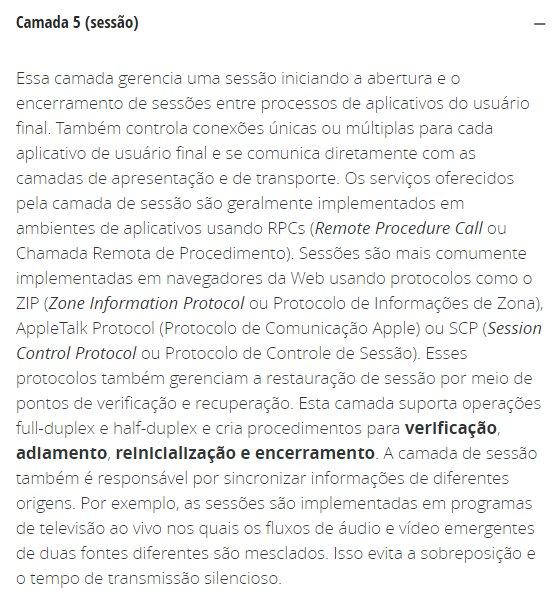 Camada 5 (sessão) –
Essa camada gerencia uma sessão iniciando a abertura e o
encerramento de sessões entre processos de aplicativos do usuário
final. Também controla conexões únicas ou múltiplas para cada
aplicativo de usuário final e se comunica diretamente com as
camadas de apresentação e de transporte. Os serviços oferecidos
pela camada de sessão são geralmente implementados em
ambientes de aplicativos usando RPCs (Remote Procedure Call ou
Chamada Remota de Procedimento). Sessões são mais comumente
implementadas em navegadores da Web usando protocolos como o
ZIP (Zone Information Protocol ou Protocolo de Informações de Zona),
AppleTalk Protocol (Protocolo de Comunicação Apple) ou SCP (Session
Control Protocol ou Protocolo de Controle de Sessão). Esses
protocolos também gerenciam a restauração de sessão por meio de
pontos de verificação e recuperação. Esta camada suporta operações
full-duplex e half-duplex e cria procedimentos para verificação,
adiamento, reinicialização e encerramento. A camada de sessão
também é responsável por sincronizar informações de diferentes
origens. Por exemplo, as sessões são implementadas em programas
de televisão ao vivo nos quais os fluxos de áudio e vídeo emergentes
de duas fontes diferentes são mesclados. Isso evita a sobreposição e
o tempo de transmissão silencioso.